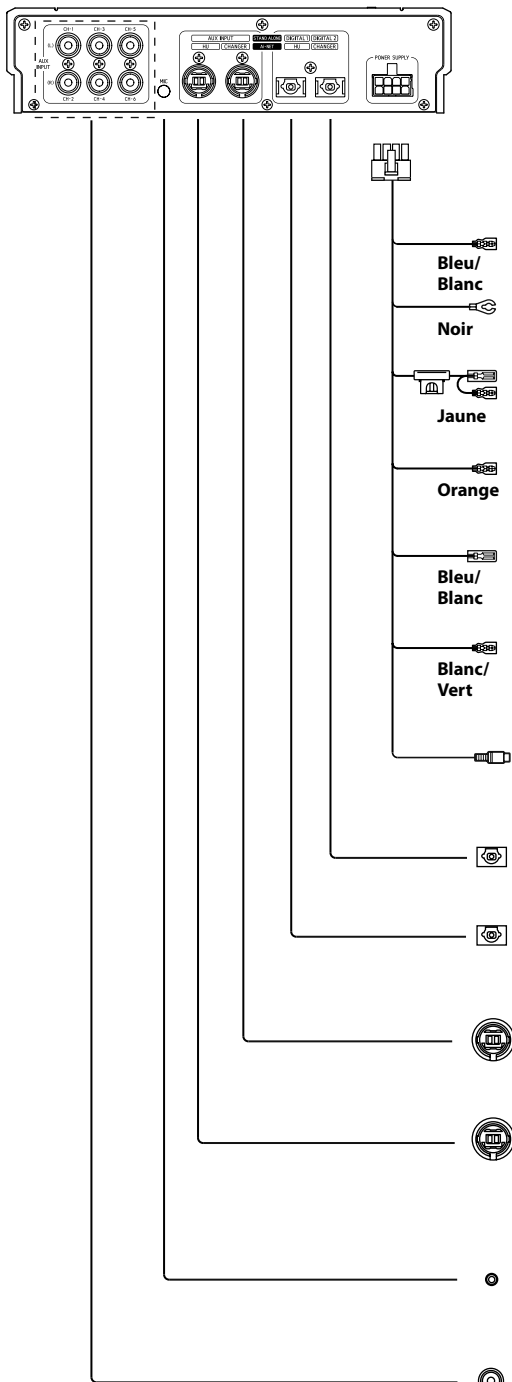 CH-1 CH-3 CH-5
(L)
AUX
INPUT
(R)
CH-2 CH-4 CH-6
MIC
AUX INPUT STAND ALONE DIGITAL 1 DIGITAL 2
HU CHANGER AI-NET HU CHANGER
POWER SUPPLY
Bleu/
Blanc
Noir
Jaune
Orange
Bleu/
Blanc
Blanc/
Vert